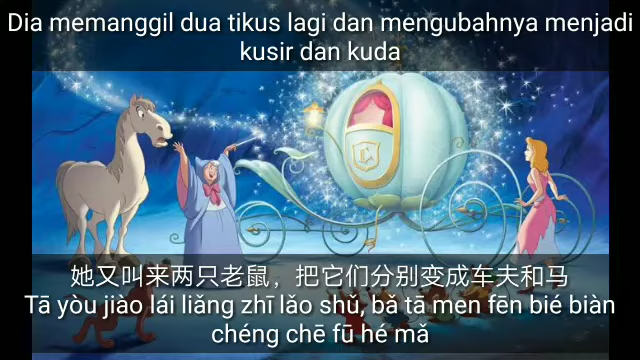 Dia memanggil dua tikus lagi dan mengubahnya menjadi
kusir dan kuda
C
她又叫来两只老鼠，把它们分别变成车夫和马
Tā yòu jiào lái liǎng zhī lǎo shǔ, bǎ tā men fēn bié biàn
chéng chē fū hé mǎ